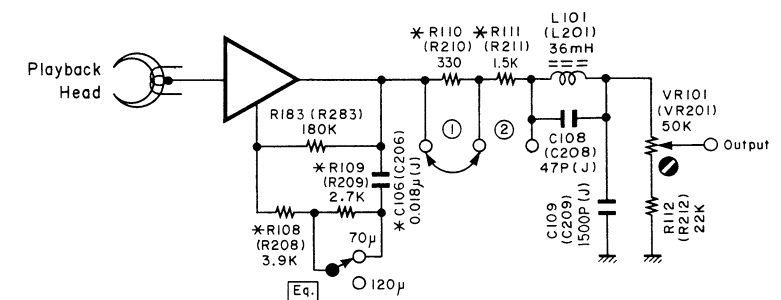 Playback
Head
R183 (R283)
180K
*R109
(R209)
2.7K
*R108
(R208)
3.9K
*C106(C206)
0.018μ(J)
70μ
120μ
Eq.
*R110
(R210)
330
*R111
(R211)
1.5K
①
②
L101
(L201)
36mH
C108
(C208)
47P(J)
C109
(C209)
1500P(J)
VR101
(VR201)
50K
Output
R112
(R212)
22K